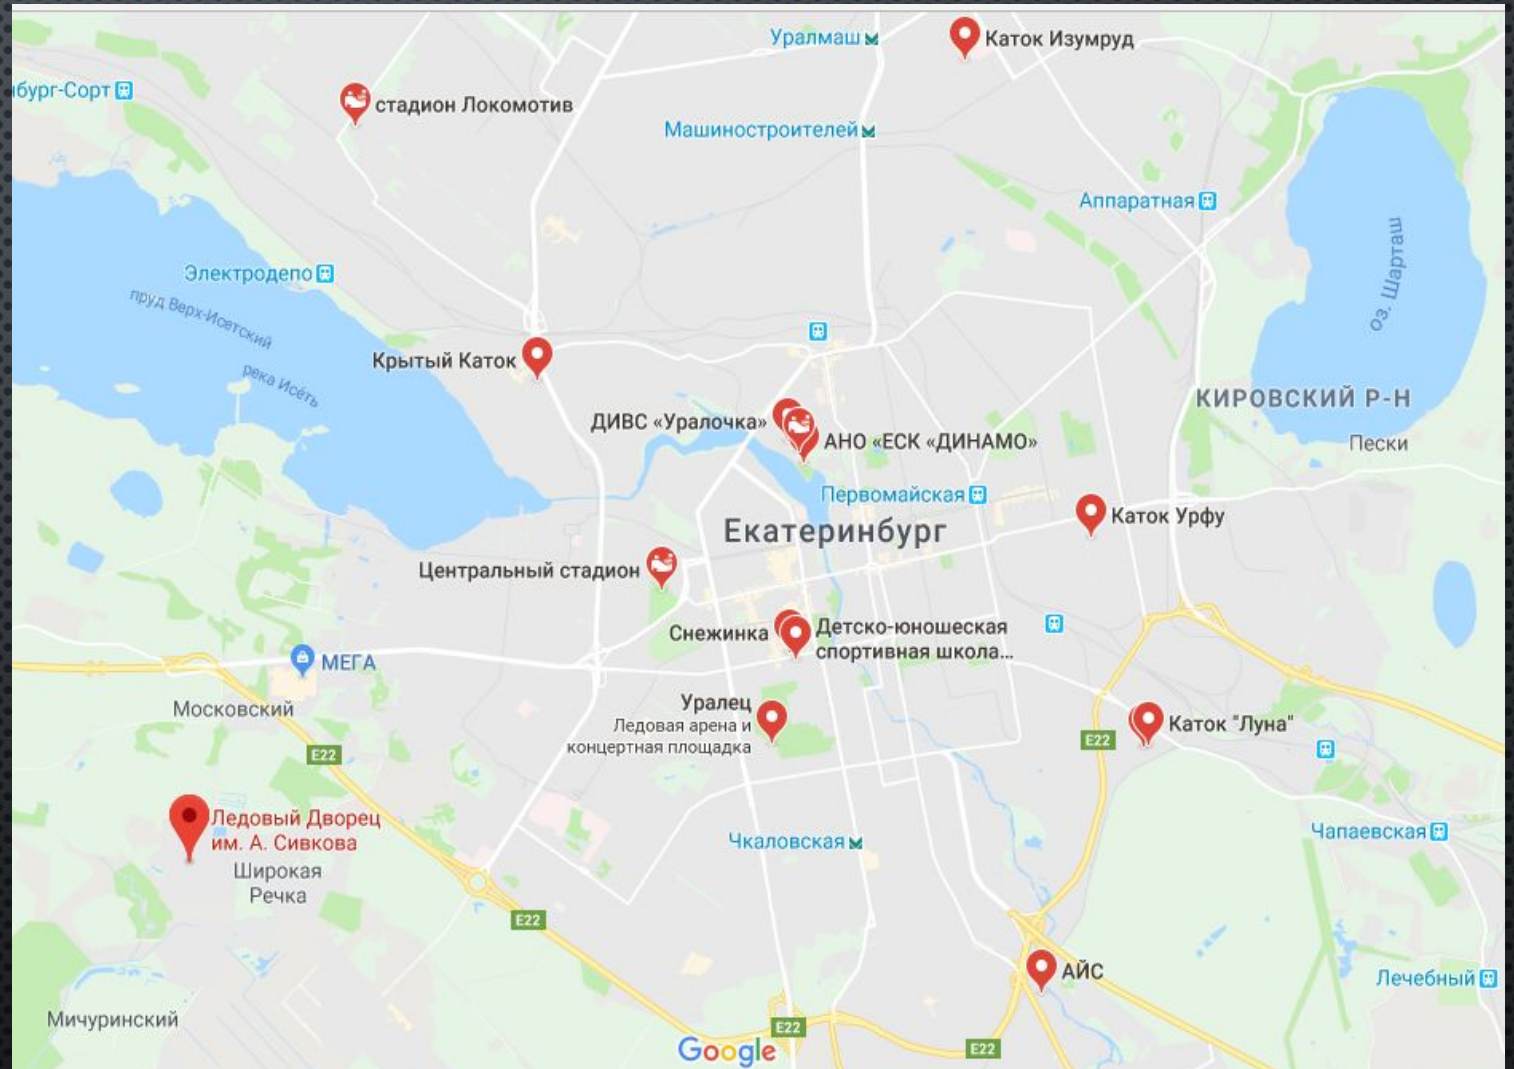 Уралмаш
Каток Изумруд
нбург-Сорт
стадион Локомотив
Машиностроителей
Аппаратная
оз. Шарташ
Электродепо
пруд Верх-Исетский
река Исеть
Крытый Каток
КИРОВСКИЙ Р-Н
ДИВС «Уралочка»
АНО «ЕСК «ДИНАМО»
Пески
Первомайская
Каток Урфу
Екатеринбург
Центральный стадион
Снежинка
Детско-юношеская
спортивная школа...
МЕГА
Московский
Уралец
Ледовая арена и
концертная площадка
Каток "Луна"
E22
E22
Ледовый Дворец
им. А. Сивкова
Широкая
Речка
Чкаловская
Чапаевская
E22
АЙС
Лечебный
Мичуринский
E22
E22
Google